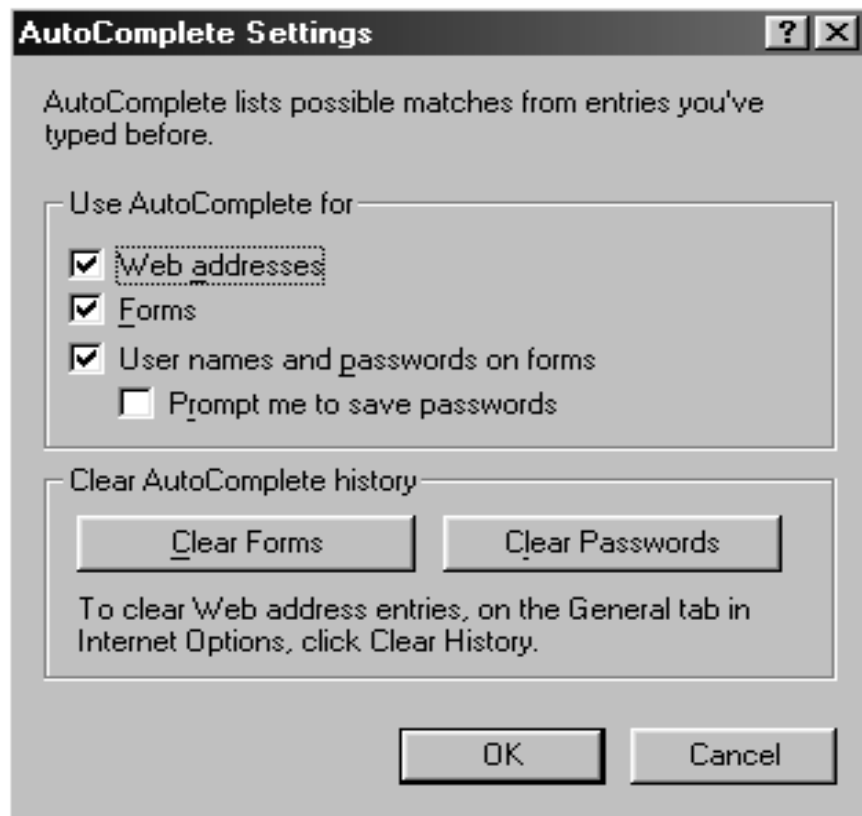 AutoComplete Settings
AutoComplete lists possible matches from entries you've
typed before.
Use AutoComplete for
Web addresses
Forms
User names and passwords on forms
Prompt me to save passwords
Clear AutoComplete history
Clear Forms Clear Passwords
To clear Web address entries, on the General tab in
Internet Options, click Clear History.
OK Cancel